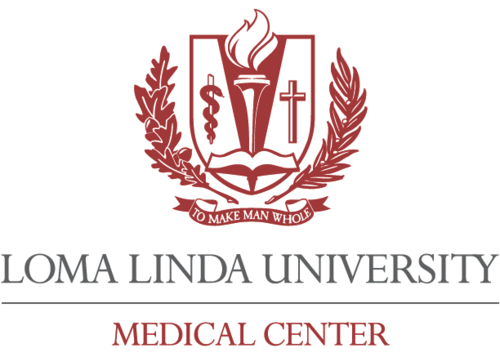 TO MAKE MAN WHOLE
LOMA LINDA UNIVERSITY
MEDICAL CENTER